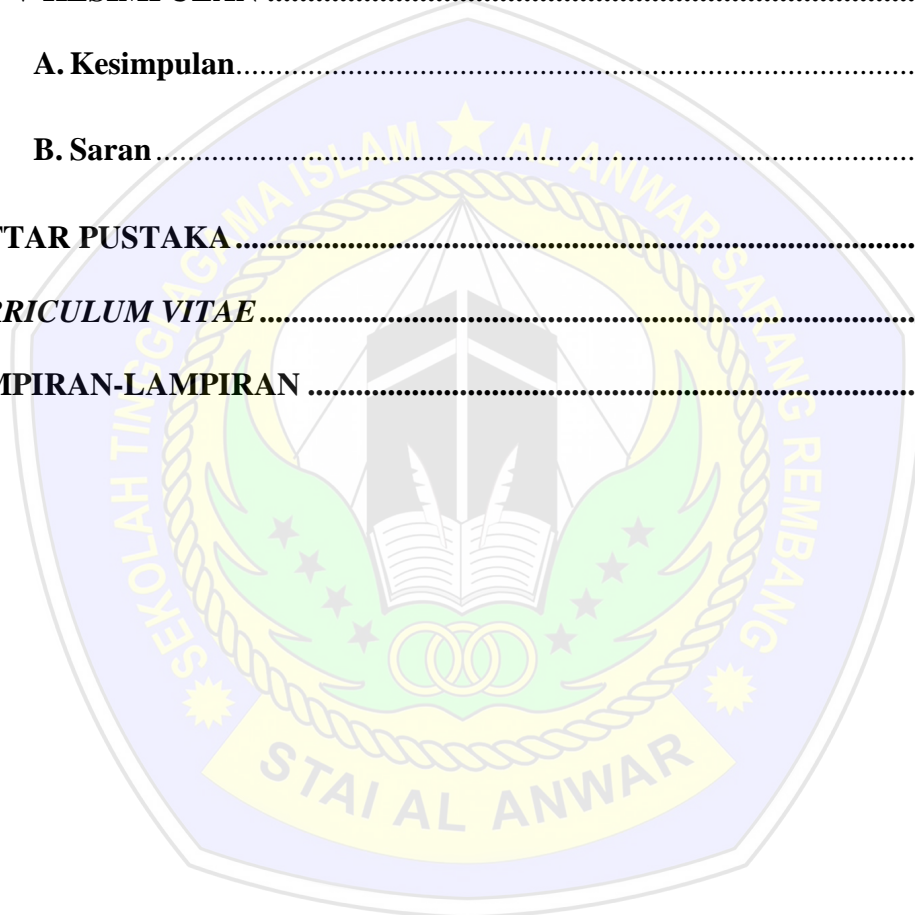 V KESIMPULAN ................................................................................
A. Kesimpulan................................................................................
B. Saran................................................................................
TAR PUSTAKA ................................................................................
RRICULUM VITAE ................................................................................
MPIRAN-LAMPIRAN ................................................................................
SEKOLAH TINGGI AGAMA ISLAM AL ANWAR SARANG REMBANG
STAI AL ANWAR